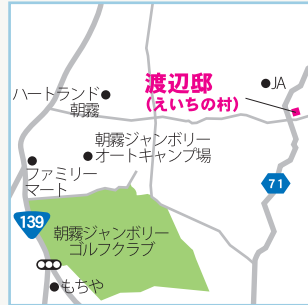 渡辺邸
（えいちの村）
JA
ハートランド
朝霧
朝霧ジャンボリー
オートキャンプ場
ファミリー
マート
71
139
朝霧ジャンボリー
ゴルフクラブ
もちや